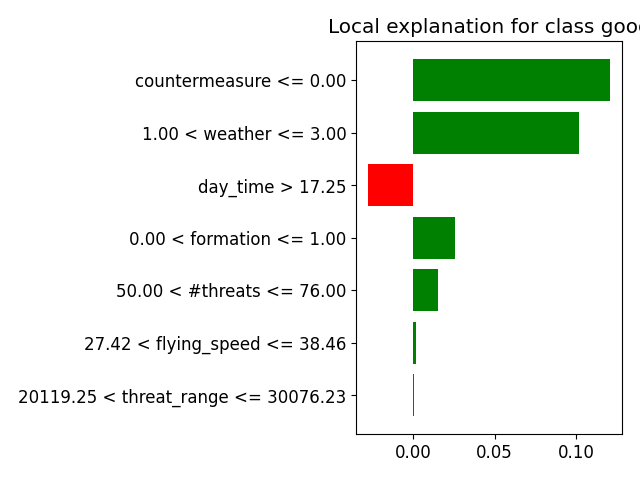 Local explanation for class good
countermeasure <= 0.00
1.00 < weather <= 3.00
day_time > 17.25
0.00 < formation <= 1.00
50.00 < #threats <= 76.00
27.42 < flying_speed <= 38.46
20119.25 < threat_range <= 30076.23
0.00 0.05 0.10